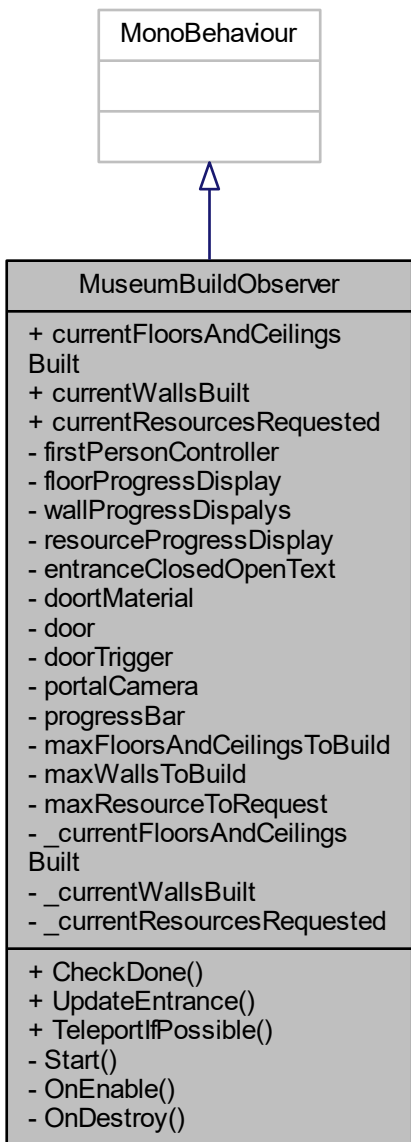 MonoBehaviour
MuseumBuildObserver
+ currentFloorsAndCeilings
Built
+ currentWallsBuilt
+ currentResourcesRequested
- firstPersonController
- floorProgressDisplay
- wallProgressDispalys
- resourceProgressDisplay
- entranceClosedOpenText
- doortMaterial
- door
- doorTrigger
- portalCamera
- progressBar
- maxFloorsAndCeilingsToBuild
- maxWallsToBuild
- maxResourceToRequest
- _currentFloorsAndCeilings
Built
- _currentWallsBuilt
- _currentResourcesRequested
+ CheckDone()
+ UpdateEntrance()
+ TeleportIfPossible()
- Start()
- OnEnable()
- OnDestroy()